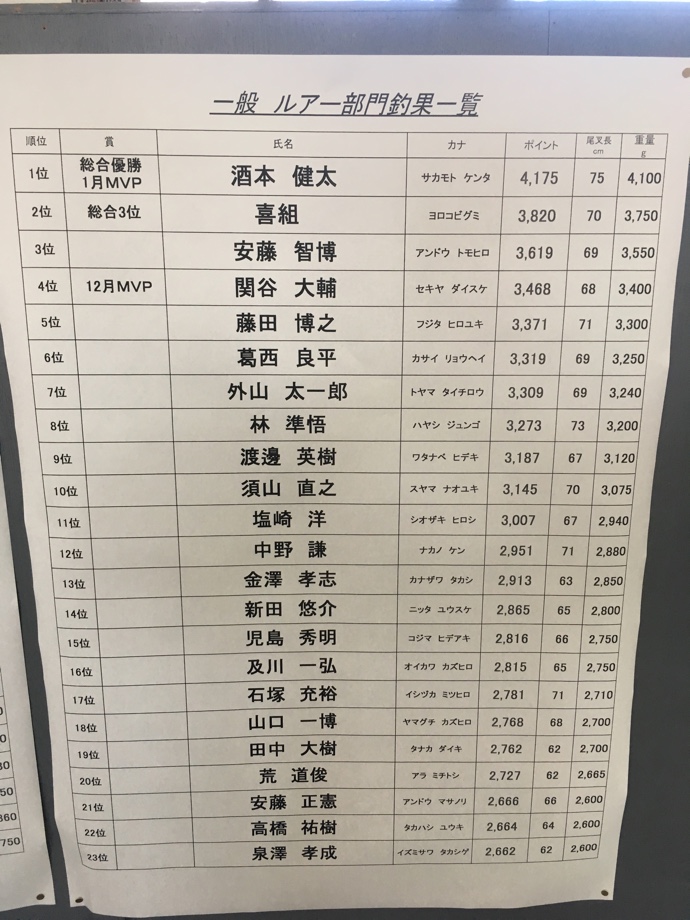 一般 ルアー部門釣果一覧
順位 賞 氏名 カナ ポイント 尾叉長 cm 重量 g
1位 総合優勝 1月MVP 酒本 健太 サカモト ケンタ 4,175 75 4,100
2位 総合3位 喜組 ヨロコビグミ 3,820 70 3,750
3位 安藤 智博 アンドウ トモヒロ 3,619 69 3,550
4位 12月MVP 関谷 大輔 セキヤ ダイスケ 3,468 68 3,400
5位 藤田 博之 フジタ ヒロユキ 3,371 71 3,300
6位 葛西 良平 カサイ リョウヘイ 3,319 69 3,250
7位 外山 太一郎 トヤマ タイチロウ 3,309 69 3,240
8位 林 準悟 ハヤシ ジュンゴ 3,273 73 3,200
9位 渡邊 英樹 ワタナベ ヒデキ 3,187 67 3,120
10位 須山 直之 スヤマ ナオユキ 3,145 70 3,075
11位 塩崎 洋 シオザキ ヒロシ 3,007 67 2,940
12位 中野 謙 ナカノ ケン 2,951 71 2,880
13位 金澤 孝志 カナザワ タカシ 2,913 63 2,850
14位 新田 悠介 ニッタ ユウスケ 2,865 65 2,800
15位 児島 秀明 コジマ ヒデアキ 2,816 66 2,750
16位 及川 一弘 オイカワ カズヒロ 2,815 65 2,750
17位 石塚 充裕 イシヅカ ミツヒロ 2,781 71 2,710
18位 山口 一博 ヤマグチ カズヒロ 2,768 68 2,700
19位 田中 大樹 タナカ ダイキ 2,762 62 2,700
20位 荒 道俊 アラ ミチトシ 2,727 62 2,665
21位 安藤 正憲 アンドウ マサノリ 2,666 66 2,600
22位 高橋 祐樹 タカハシ ユウキ 2,664 64 2,600
23位 泉澤 孝成 イズミサワ タカシゲ 2,662 62 2,600